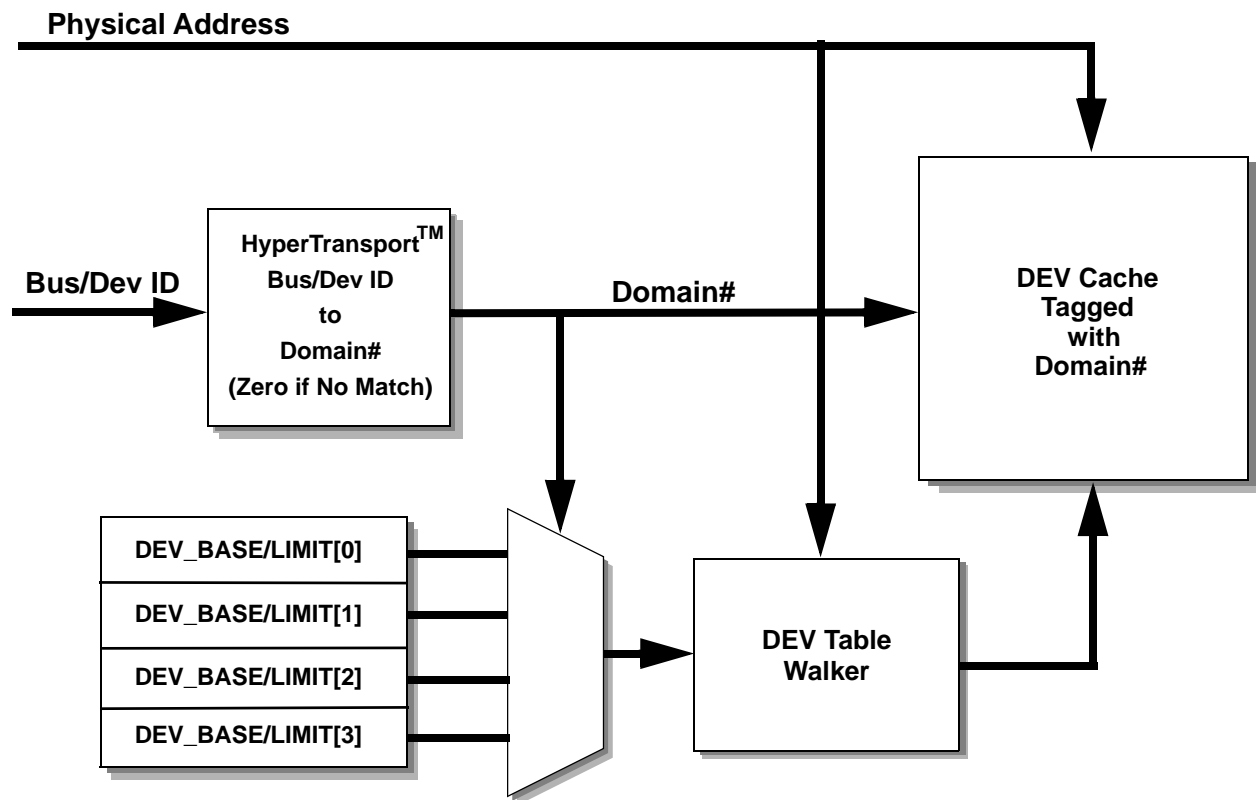 Physical Address
HyperTransport™
Bus/Dev ID
to
Domain#
(Zero if No Match)
Bus/Dev ID
Domain#
DEV Cache
Tagged
with
Domain#
DEV_BASE/LIMIT[0]
DEV_BASE/LIMIT[1]
DEV_BASE/LIMIT[2]
DEV_BASE/LIMIT[3]
DEV Table
Walker